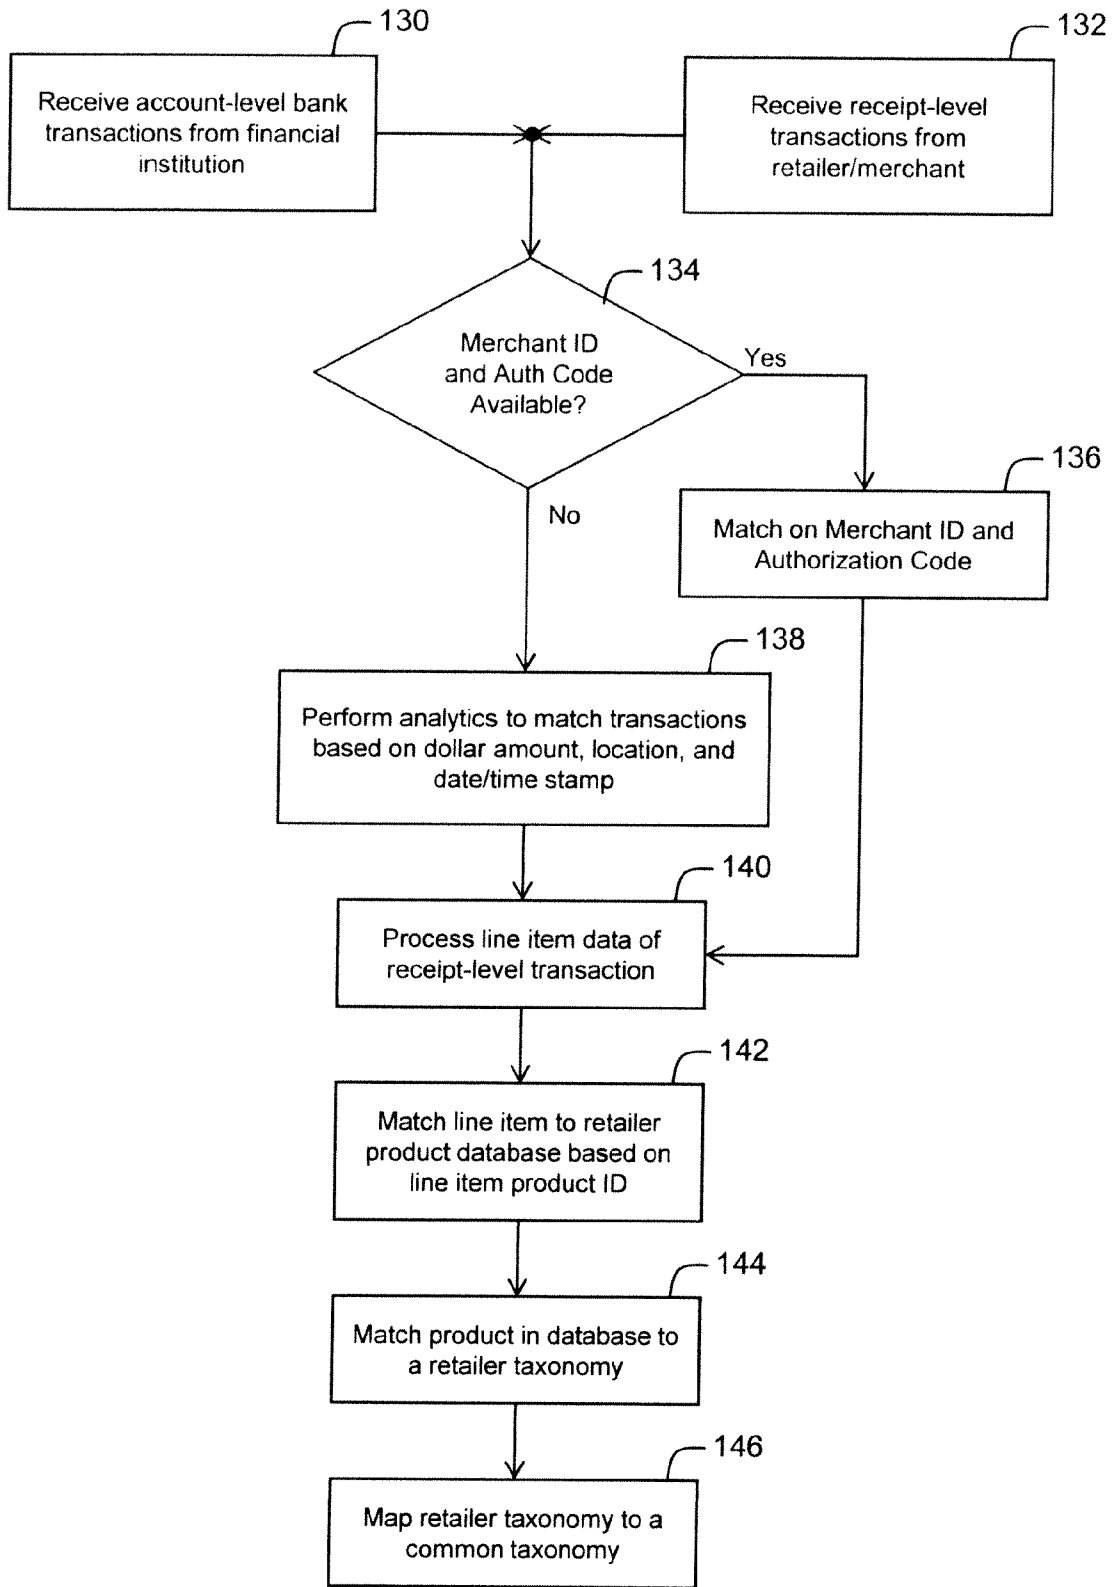 130
132
Receive account-level bank
transactions from financial
institution
Receive receipt-level
transactions from
retailer/merchant
134
Merchant ID
and Auth Code
Available?
Yes
No
136
Match on Merchant ID and
Authorization Code
138
Perform analytics to match transactions
based on dollar amount, location, and
date/time stamp
140
Process line item data of
receipt-level transaction
142
Match line item to retailer
product database based on
line item product ID
144
Match product in database to
a retailer taxonomy
146
Map retailer taxonomy to a
common taxonomy